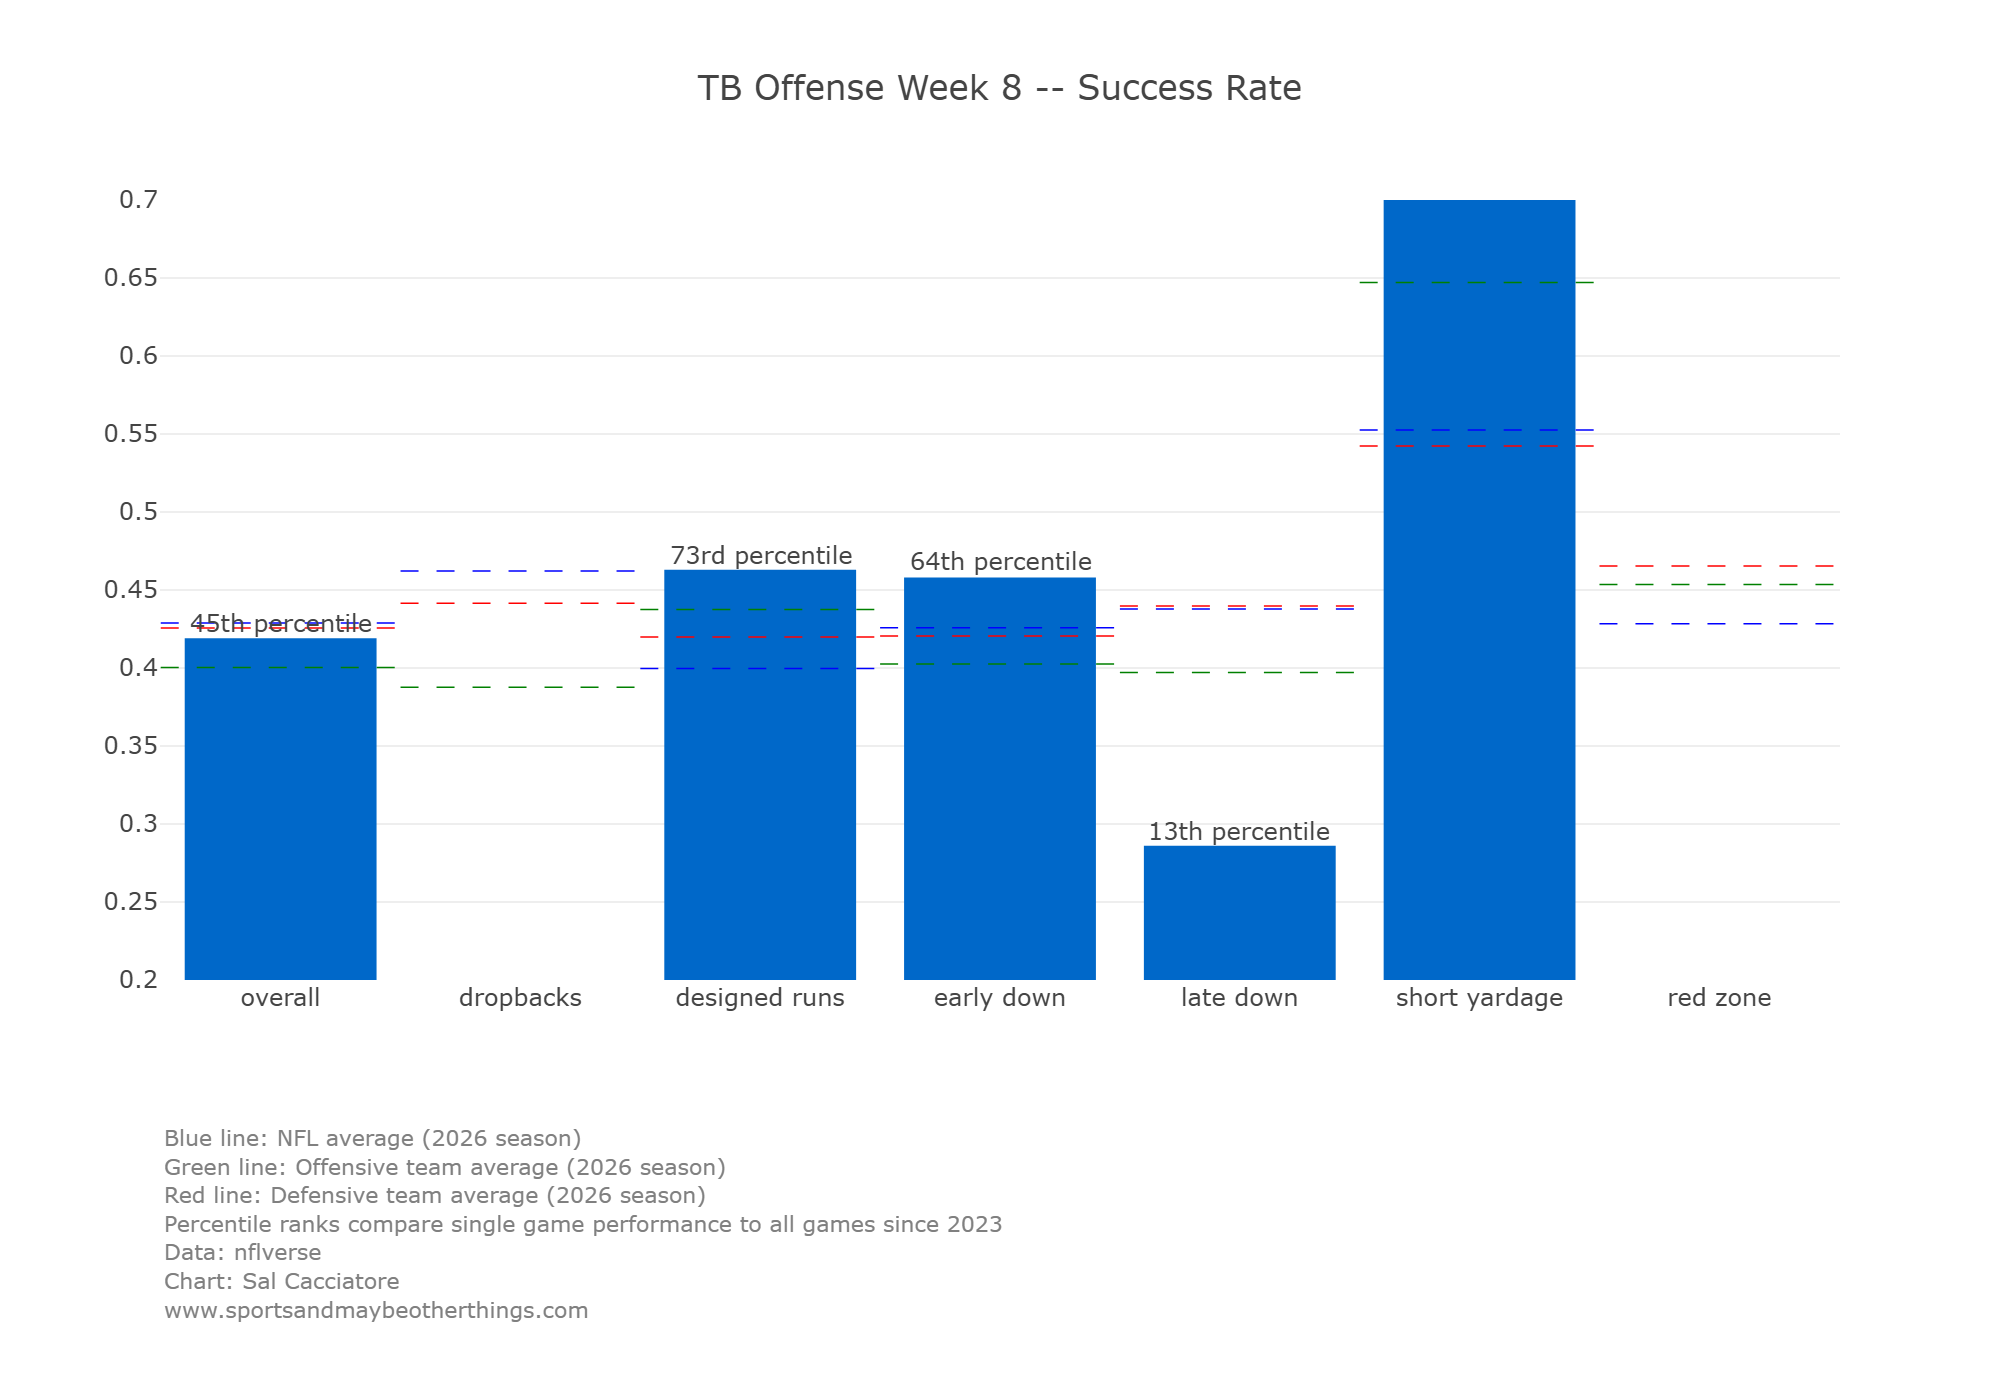 TB Offense Week 8 -- Success Rate
0.7
0.65
0.6
0.55
0.5
0.45
0.4
0.35
0.3
0.25
0.2
45th percentile
73rd percentile
64th percentile
13th percentile
overall
dropbacks
designed runs
early down
late down
short yardage
red zone
Blue line: NFL average (2026 season)
Green line: Offensive team average (2026 season)
Red line: Defensive team average (2026 season)
Percentile ranks compare single game performance to all games since 2023
Data: nflverse
Chart: Sal Cacciatore
www.sportsandmaybeotherthings.com